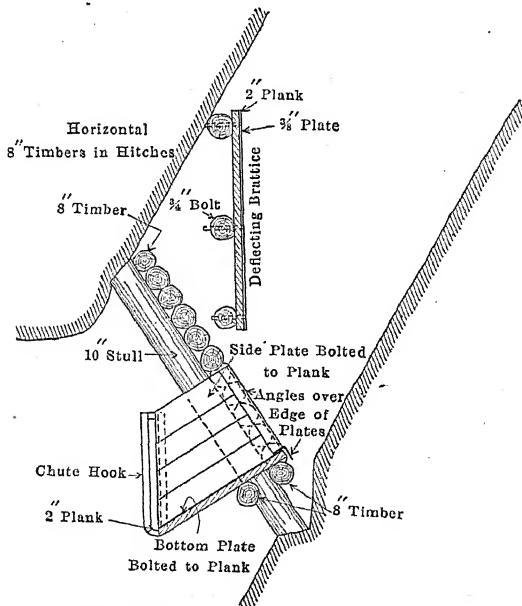 2" Plank
3/8" Plate
Horizontal
8" Timbers in Hitches
8" Timber
3/4" Bolt
Deflecting Brattice
10" Stull
Side Plate Bolted
to Plank
Angles over
Edge of
Plates
Chute Hook
2" Plank
8" Timber
Bottom Plate
Bolted to Plank